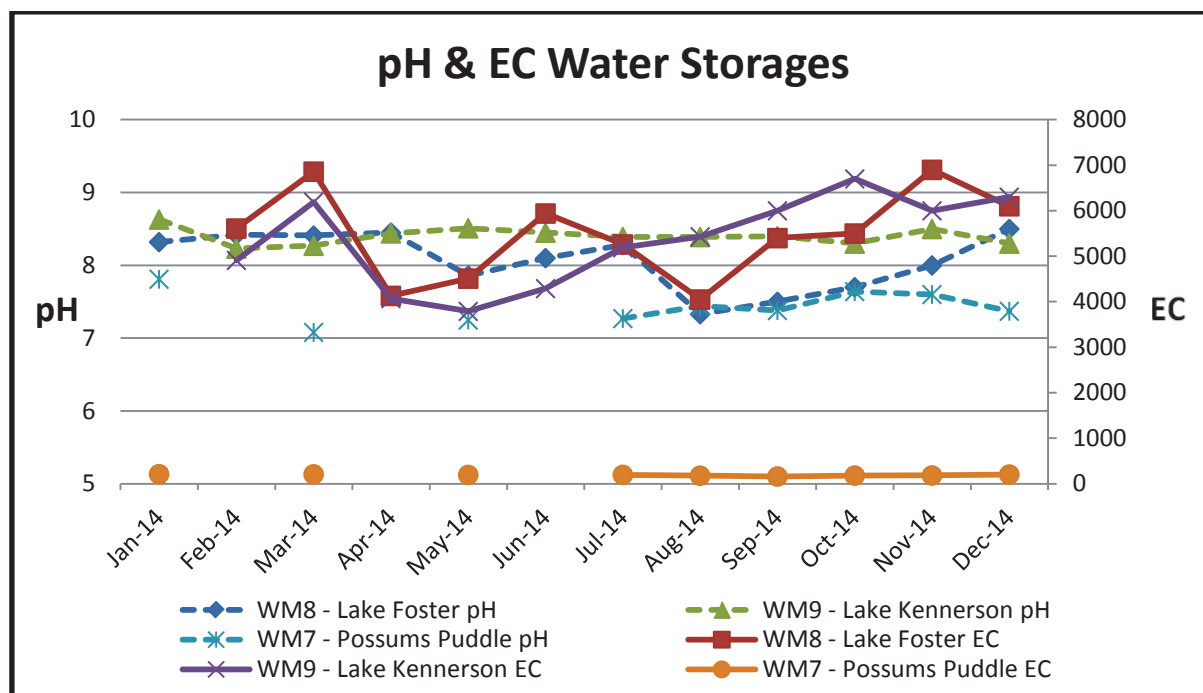 pH & EC Water Storages
10
9
8
7
6
5
pH
8000
7000
6000
5000
4000
3000
2000
1000
0
EC
Jan-14
Feb-14
Mar-14
Apr-14
May-14
Jun-14
Jul-14
Aug-14
Sep-14
Oct-14
Nov-14
Dec-14
WM8 - Lake Foster pH
WM9 - Lake Kennerson pH
WM7 - Possums Puddle pH
WM8 - Lake Foster EC
WM9 - Lake Kennerson EC
WM7 - Possums Puddle EC